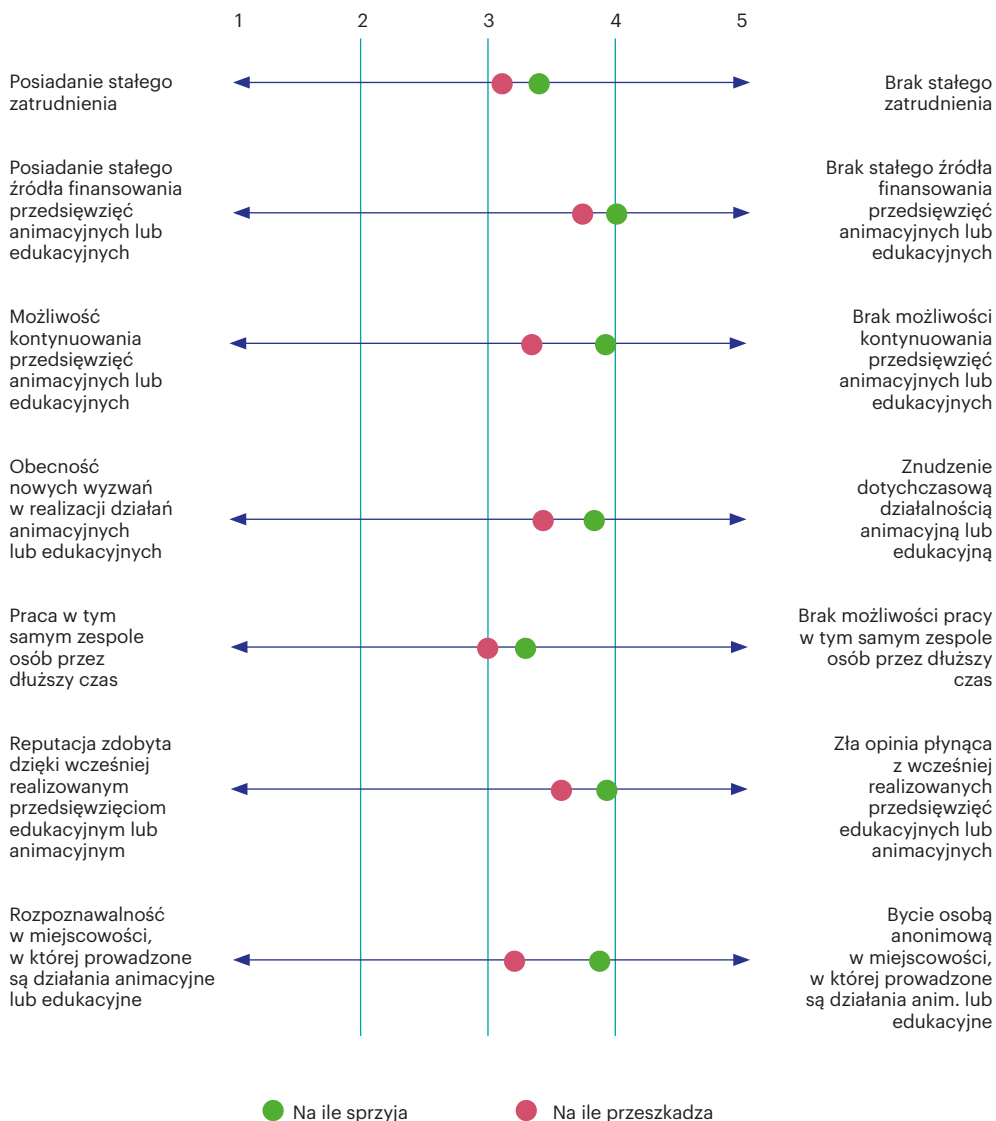 1 2 3 4 5
Posiadanie stałego
zatrudnienia
Brak stałego
zatrudnienia
Posiadanie stałego
źródła finansowania
przedsięwzięć
animacyjnych lub
edukacyjnych
Brak stałego źródła
finansowania
przedsięwzięć
animacyjnych lub
edukacyjnych
Możliwość
kontynuowania
przedsięwzięć
animacyjnych lub
edukacyjnych
Brak możliwości
kontynuowania
przedsięwzięć
animacyjnych lub
edukacyjnych
Obecność
nowych wyzwań
w realizacji działań
animacyjnych
lub edukacyjnych
Znudzenie
dotychczasową
działalnością
animacyjną lub
edukacyjną
Praca w tym
samym zespole
osób przez
dłuższy czas
Brak możliwości pracy
w tym samym zespole
osób przez dłuższy
czas
Reputacja zdobyta
dzięki wcześniej
realizowanym
przedsięwzięciom
edukacyjnym lub
animacyjnym
Zła opinia płynąca
z wcześniej
realizowanych
przedsięwzięć
edukacyjnych lub
animacyjnych
Rozpoznawalność
w miejscowości,
w której prowadzone
są działania animacyjne
lub edukacyjne
Bycie osobą
anonimową
w miejscowości,
w której prowadzone
są działania anim. lub
edukacyjne
Na ile sprzyja
Na ile przeszkadza